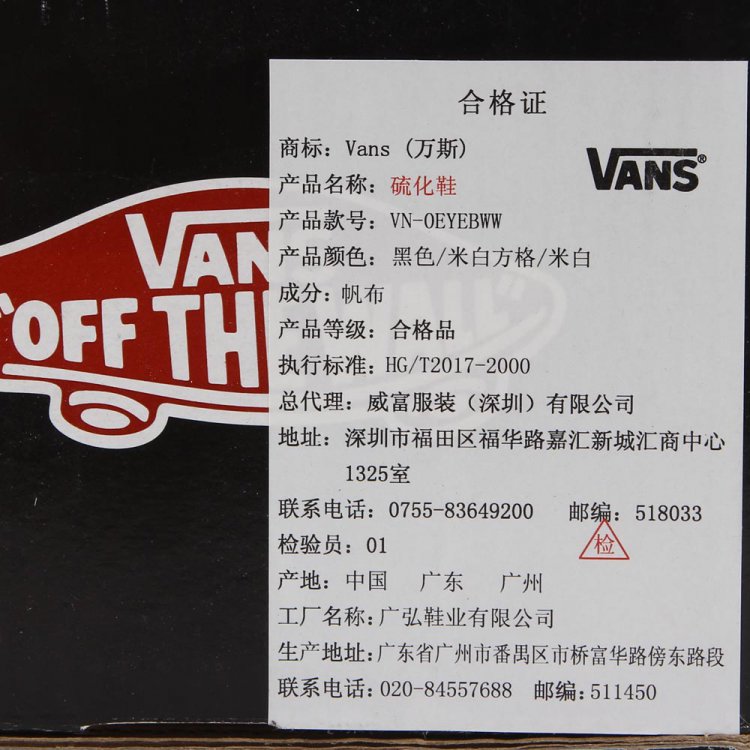 VAN
"OFF THE WALL"
合格证
商标：Vans (万斯)
VANS®
产品名称：硫化鞋
产品款号：VN-0EYEBWW
产品颜色：黑色/米白方格/米白
成分：帆布
产品等级：合格品
执行标准：HG/T2017-2000
总代理：威富服装（深圳）有限公司
地址：深圳市福田区福华路嘉汇新城汇商中心
1325室
联系电话：0755-83649200 邮编：518033
检验员：01
检
产地：中国 广东 广州
工厂名称：广弘鞋业有限公司
生产地址：广东省广州市番禺区市桥富华路傍东路段
联系电话：020-84557688 邮编：511450